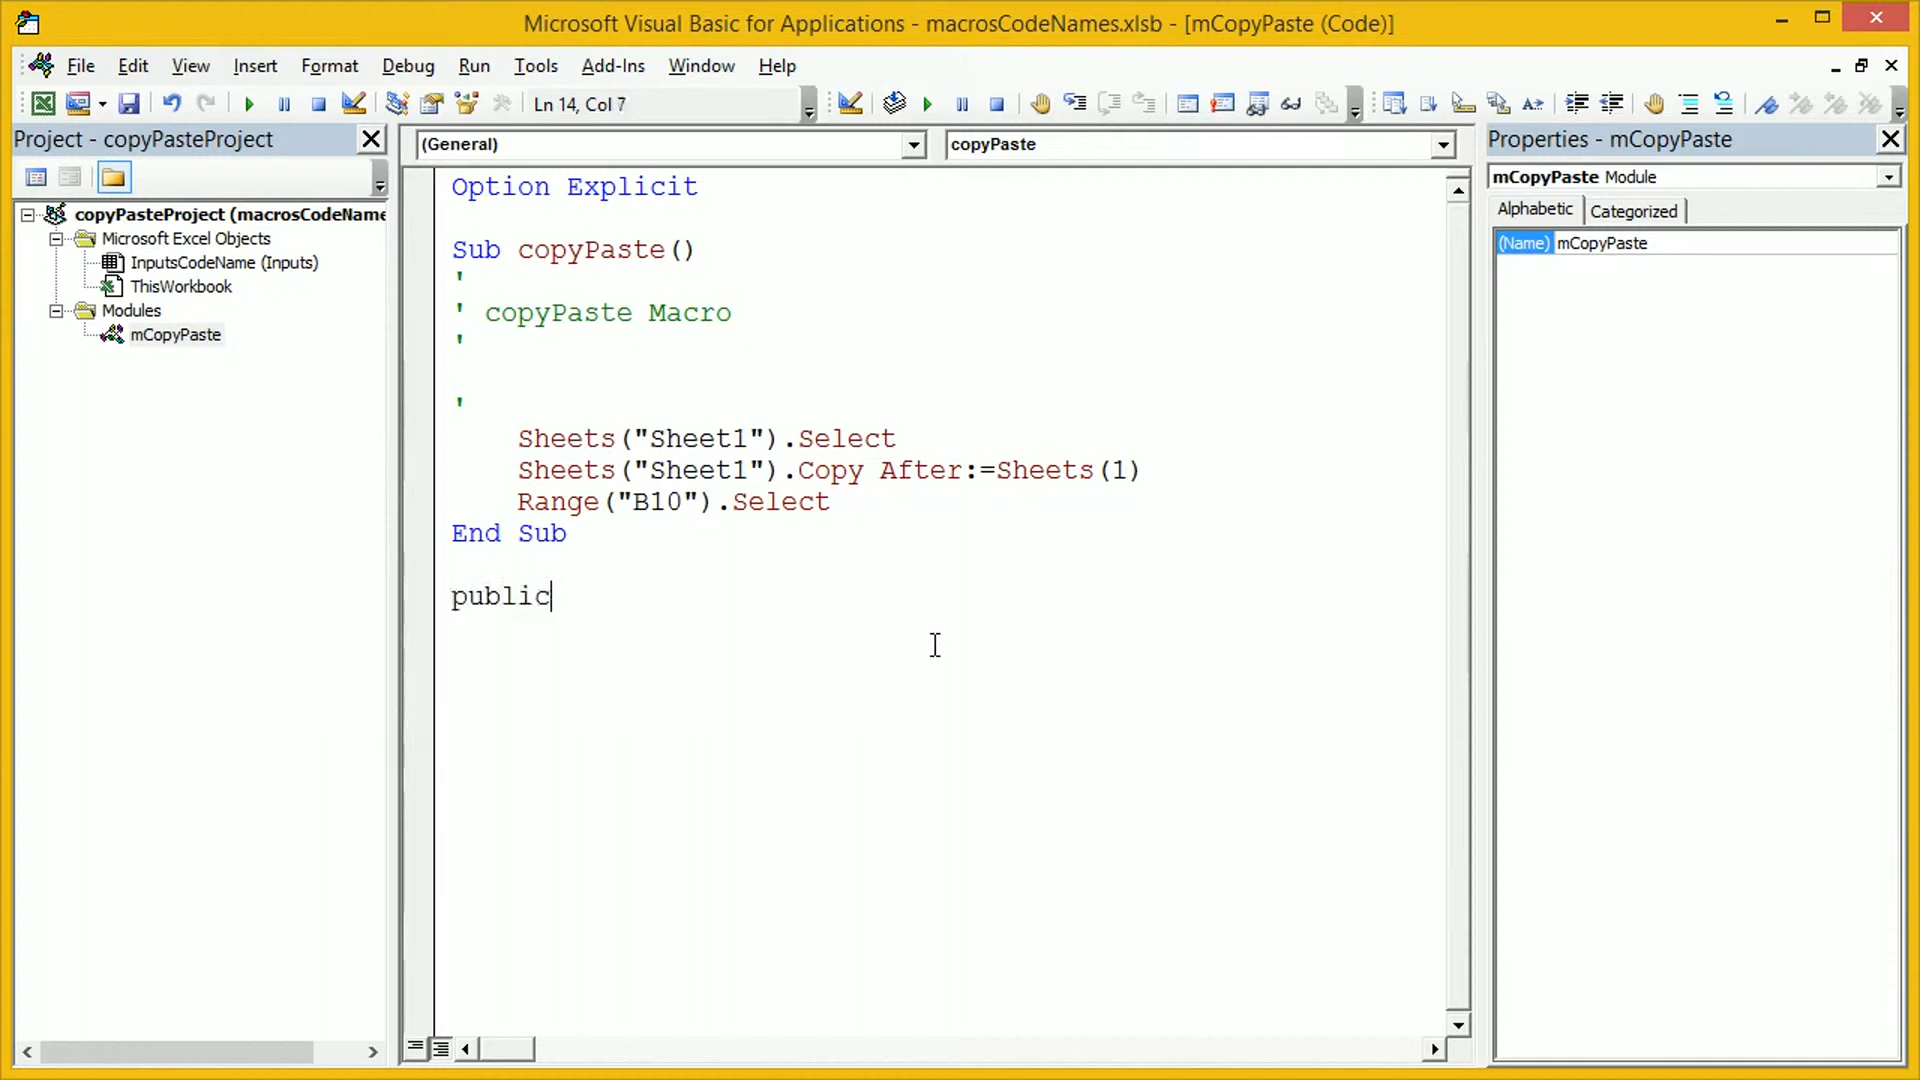 Microsoft Visual Basic for Applications - macrosCodeNames.xlsb - [mCopyPaste (Code)]
File Edit View Insert Format Debug Run Tools Add-Ins Window Help
Ln 14, Col 7
Project - copyPasteProject
copyPasteProject (macrosCodeName
Microsoft Excel Objects
InputsCodeName (Inputs)
ThisWorkbook
Modules
mCopyPaste
(General) copyPaste
Option Explicit
Sub copyPaste()
'
' copyPaste Macro
'
'
Sheets("Sheet1").Select
Sheets("Sheet1").Copy After:=Sheets(1)
Range("B10").Select
End Sub
public
Properties - mCopyPaste
mCopyPaste Module
Alphabetic Categorized
(Name) mCopyPaste